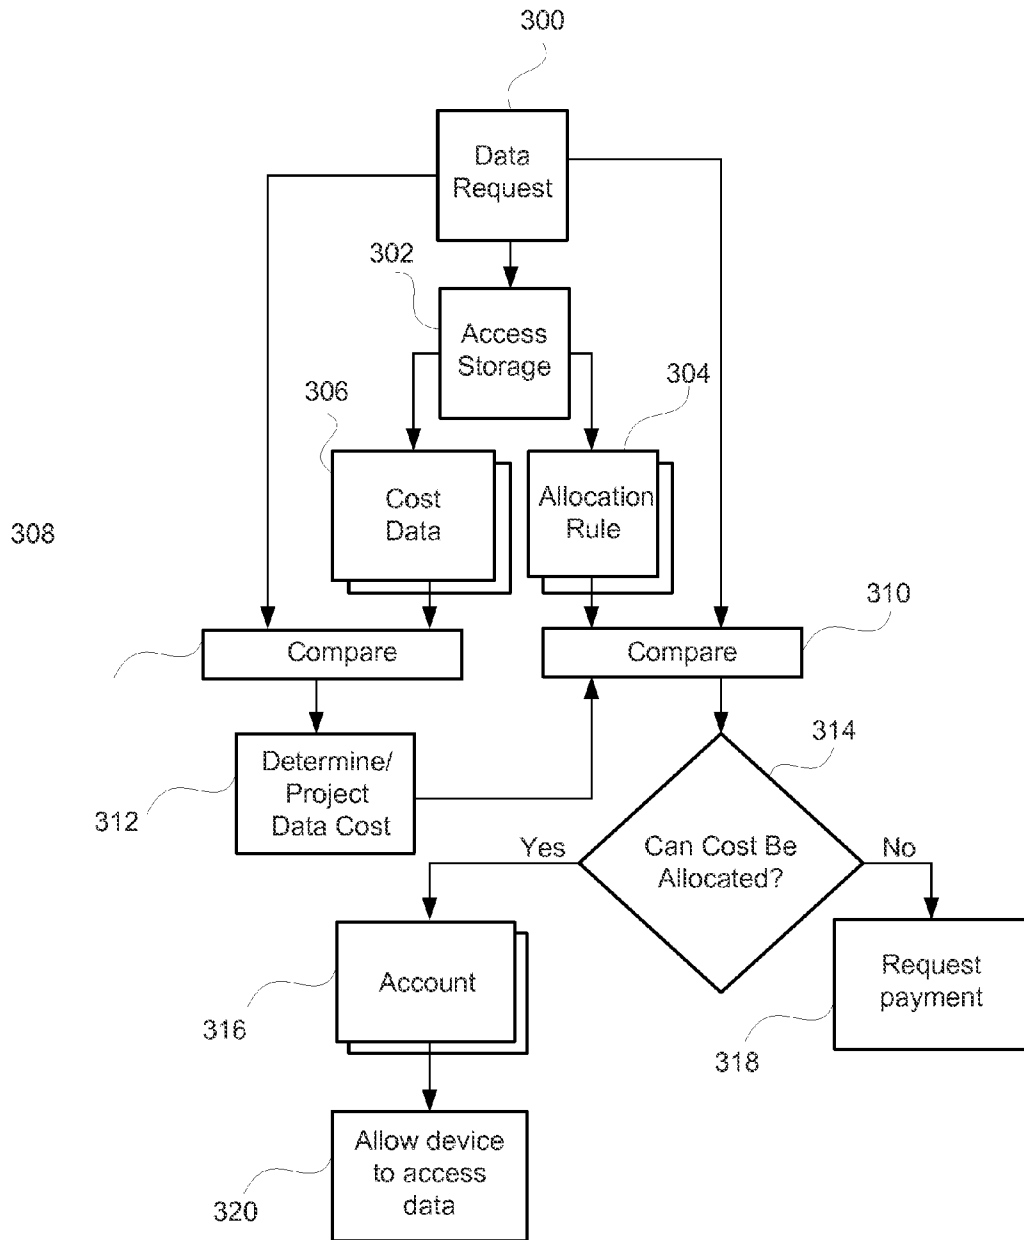 300
Data
Request
302
Access
Storage
306
304
Cost
Data
Allocation
Rule
308
310
Compare
Compare
314
Determine/
Project
Data Cost
312
Can Cost Be
Allocated?
Yes
No
Account
316
Request
payment
318
Allow device
to access
data
320